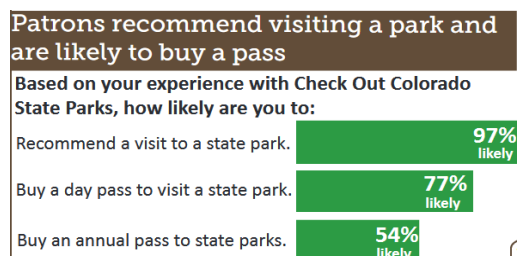 Patrons recommend visiting a park and
are likely to buy a pass
Based on your experience with Check Out Colorado
State Parks, how likely are you to:
Recommend a visit to a state park.
97%
likely
Buy a day pass to visit a state park.
77%
likely
Buy an annual pass to state parks.
54%
likely